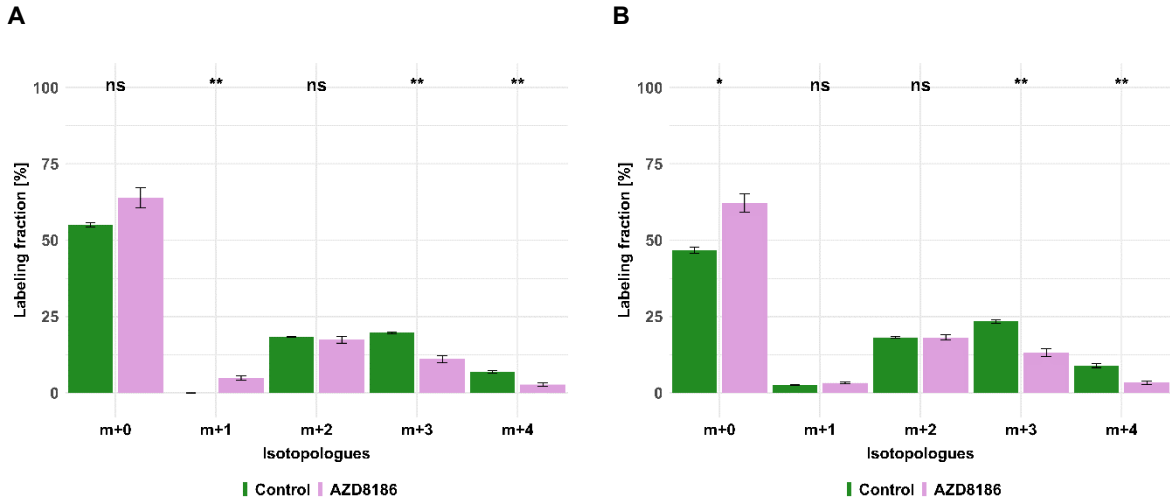 A
ns ** ns ** **
100
75
50
25
0
Labeling fraction [%]
m+0 m+1 m+2 m+3 m+4
Isotopologues
Control AZD8186
B
* ns ns ** **
100
75
50
25
0
Labeling fraction [%]
m+0 m+1 m+2 m+3 m+4
Isotopologues
Control AZD8186